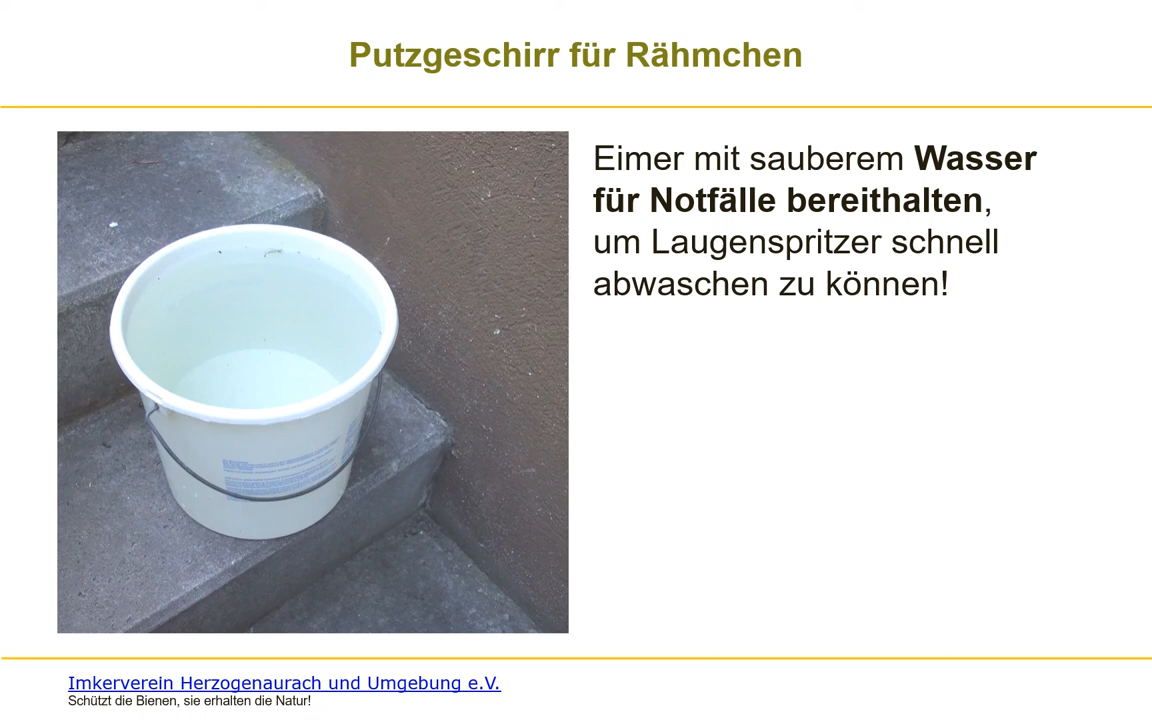 Putzgeschirr für Rähmchen
Eimer mit sauberem Wasser
für Notfälle bereithalten,
um Laugenspritzer schnell
abwaschen zu können!
Imkerverein Herzogenaurach und Umgebung e.V.
Schützt die Bienen, sie erhalten die Natur!